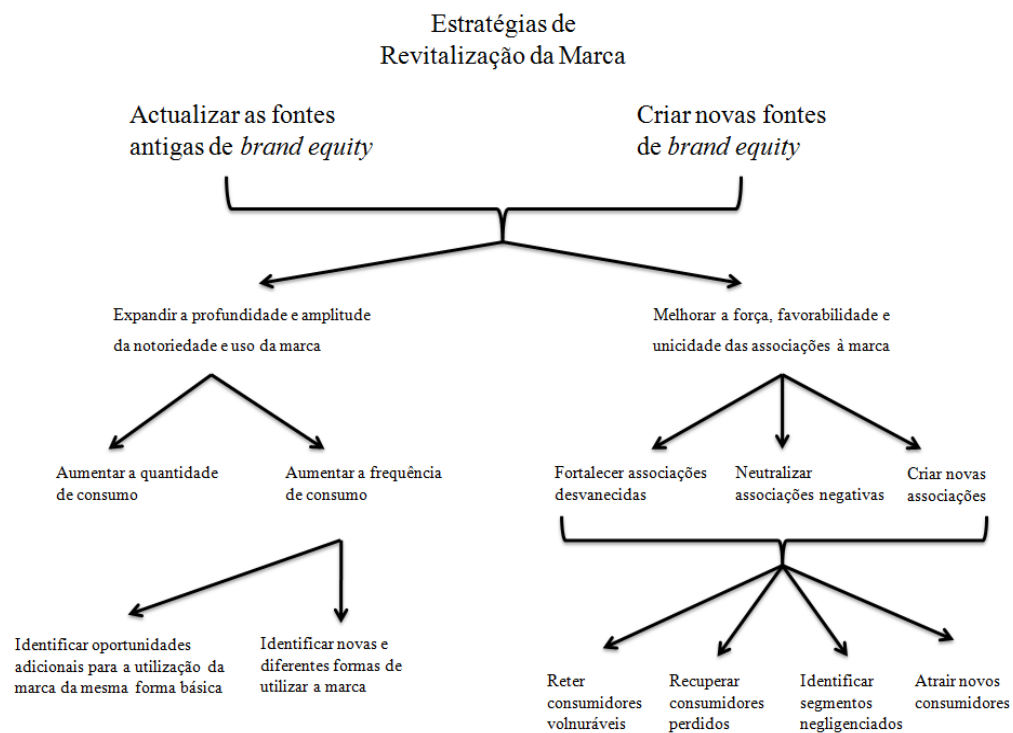 Estratégias de
Revitalização da Marca
Actualizar as fontes
antigas de brand equity
Criar novas fontes
de brand equity
Expandir a profundidade e amplitude
da notoriedade e uso da marca
Melhorar a força, favorabilidade e
unicidade das associações à marca
Aumentar a quantidade
de consumo
Aumentar a frequência
de consumo
Fortalecer associações
desvanecidas
Neutralizar
associações negativas
Criar novas
associações
Identificar oportunidades
adicionais para a utilização da
marca da mesma forma básica
Identificar novas e
diferentes formas de
utilizar a marca
Reter
consumidores
volnuráveis
Recuperar
consumidores
perdidos
Identificar
segmentos
negligenciados
Atrair novos
consumidores